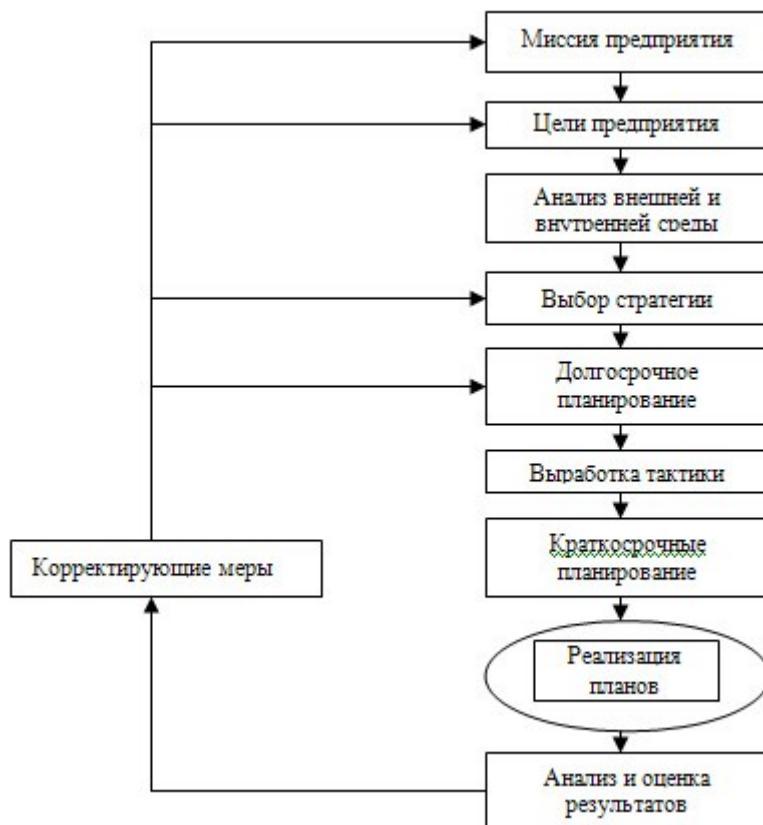 Миссия предприятия
Цели предприятия
Анализ внешней и
внутренней среды
Выбор стратегии
Долгосрочное
планирование
Выработка тактики
Краткосрочные
планирование
Корректирующие меры
Реализация
планов
Анализ и оценка
результатов